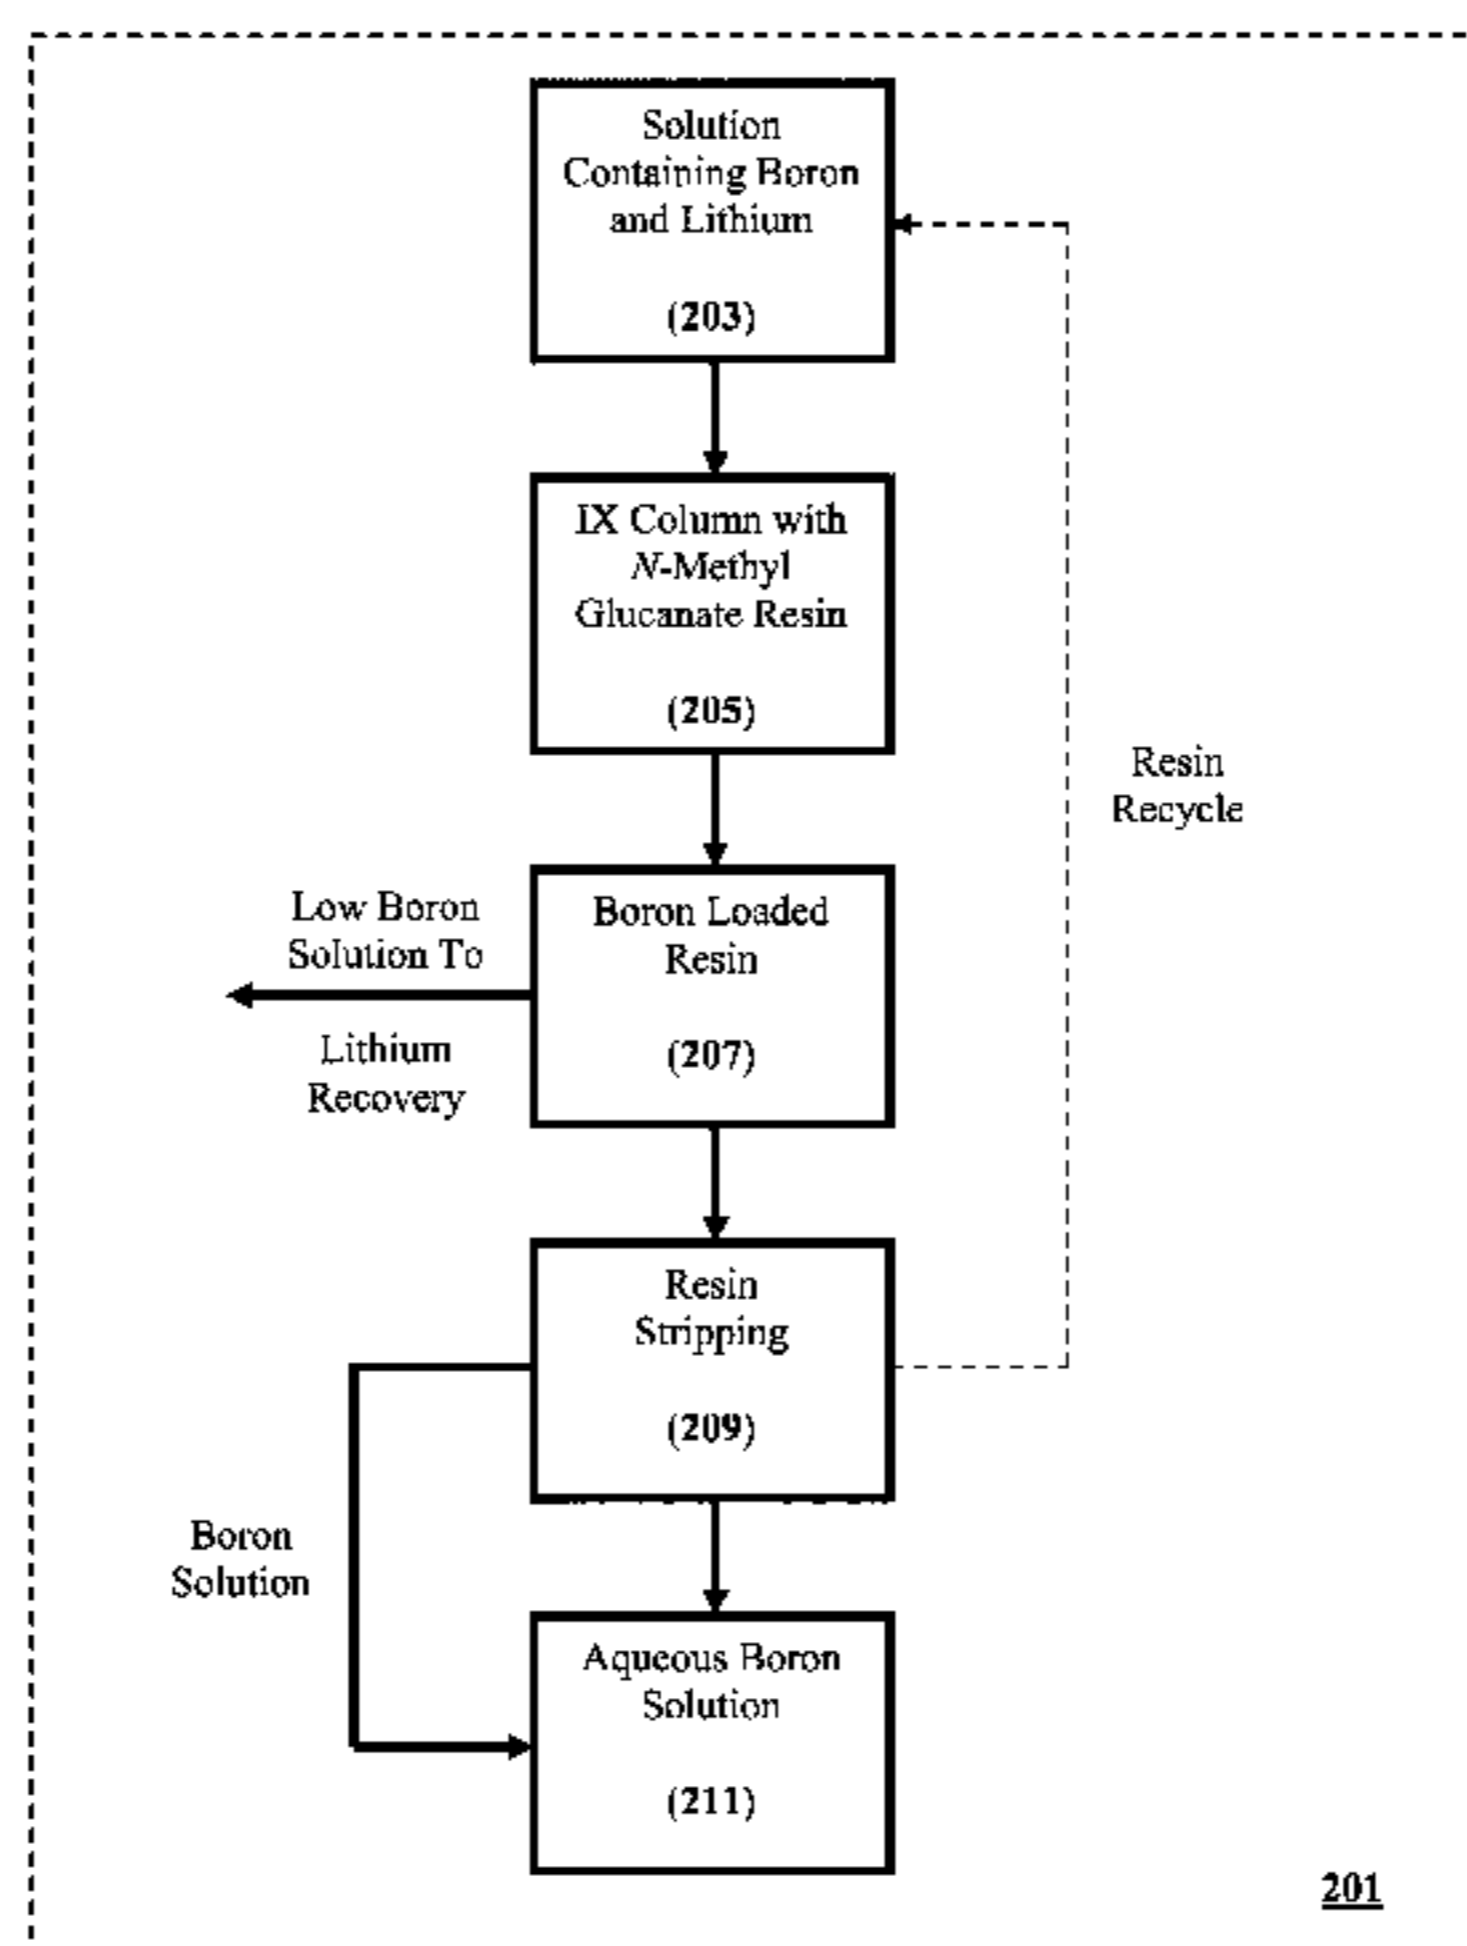 Solution
Containing Boron
and Lithium
(203)
IX Column with
N-Methyl
Glucanate Resin
(205)
Resin
Recycle
Low Boron
Solution To
Lithium
Recovery
Boron Loaded
Resin
(207)
Resin
Stripping
(209)
Boron
Solution
Aqueous Boron
Solution
(211)
201